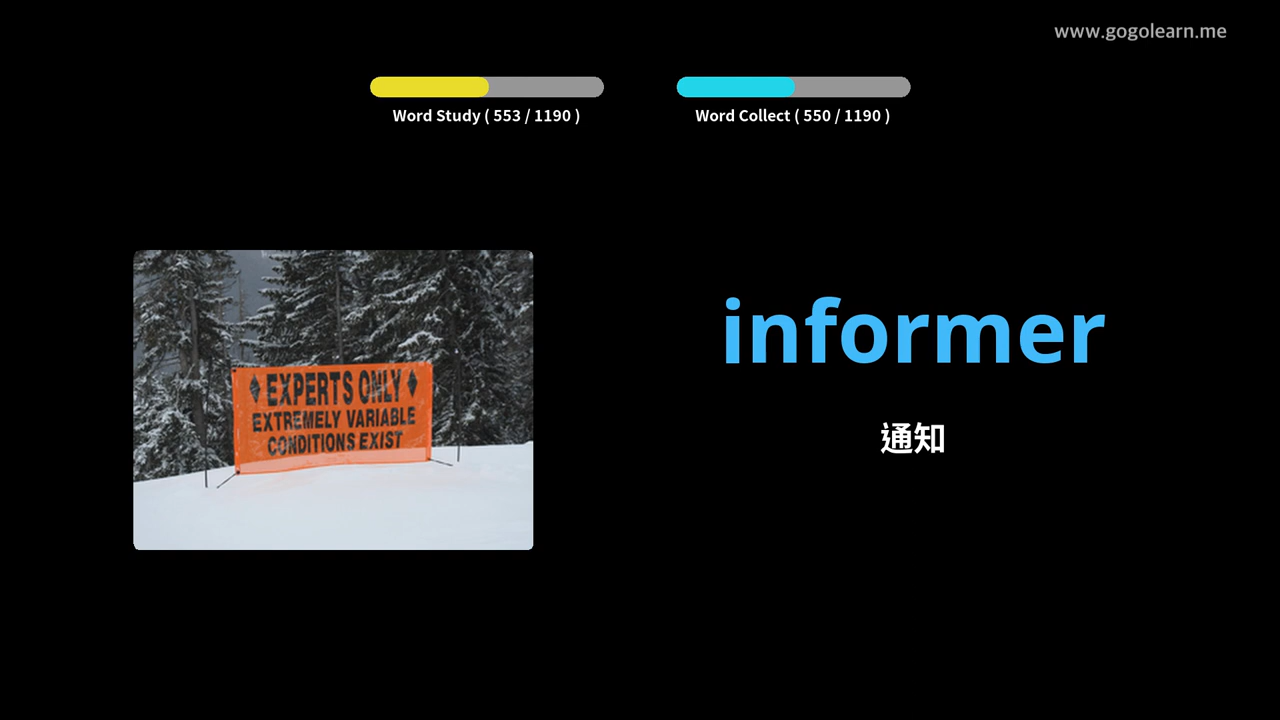 www.gogolearn.me
Word Study ( 553 / 1190 )
Word Collect ( 550 / 1190 )
EXPERTS ONLY
EXTREMELY VARIABLE
CONDITIONS EXIST
informer
通知